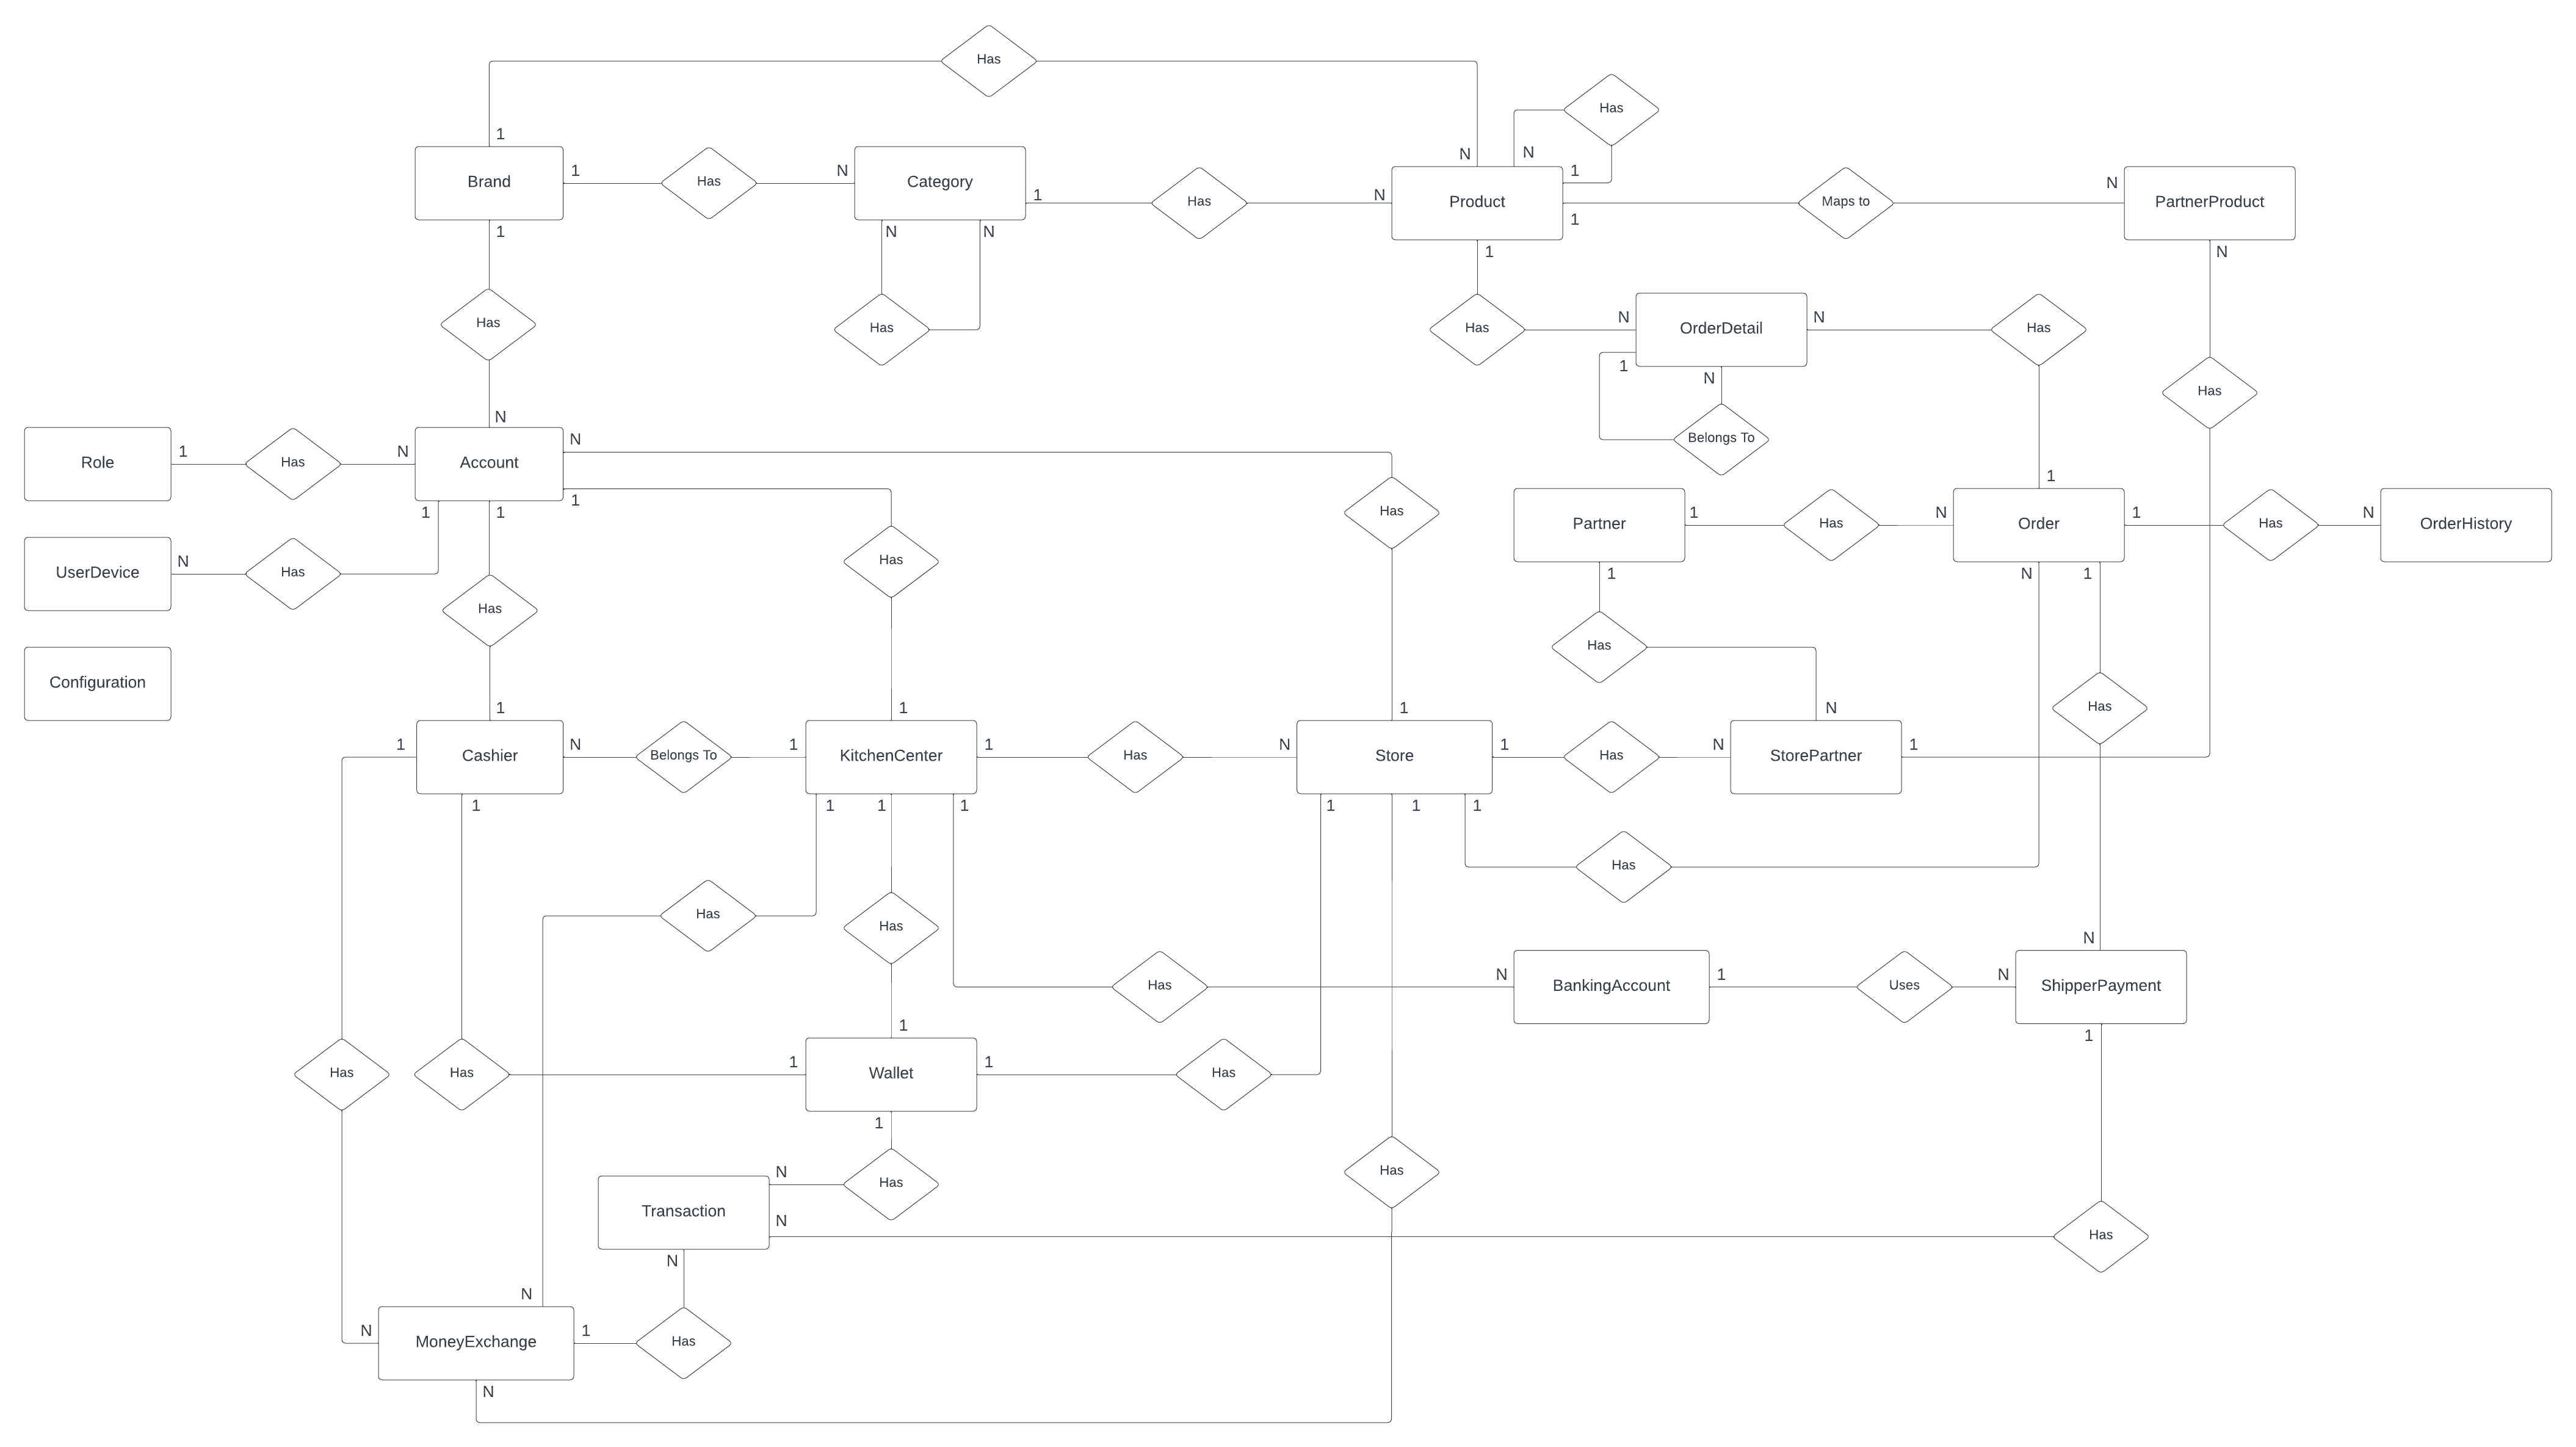 Has
Has
1
N
N
1
Brand
1
Has
N
Category
1
Has
N
Product
1
Maps to
N
PartnerProduct
1
N
N
1
N
Has
Has
Has
N
OrderDetail
N
Has
1
N
Has
Belongs To
N
N
Role
1
Has
N
Account
1
1
1
Has
1
Partner
1
Has
N
Order
1
Has
N
OrderHistory
UserDevice
N
Has
Has
Has
1
N
1
Has
Has
Configuration
1
1
1
N
Has
1
Cashier
N
Belongs To
1
KitchenCenter
1
Has
N
Store
1
Has
N
StorePartner
1
1
1
1
1
1
1
1
Has
Has
Has
N
Has
N
BankingAccount
1
Uses
N
ShipperPayment
1
1
Has
Has
1
Wallet
1
Has
1
N
Has
Has
Transaction
N
Has
N
N
N
MoneyExchange
1
Has
N